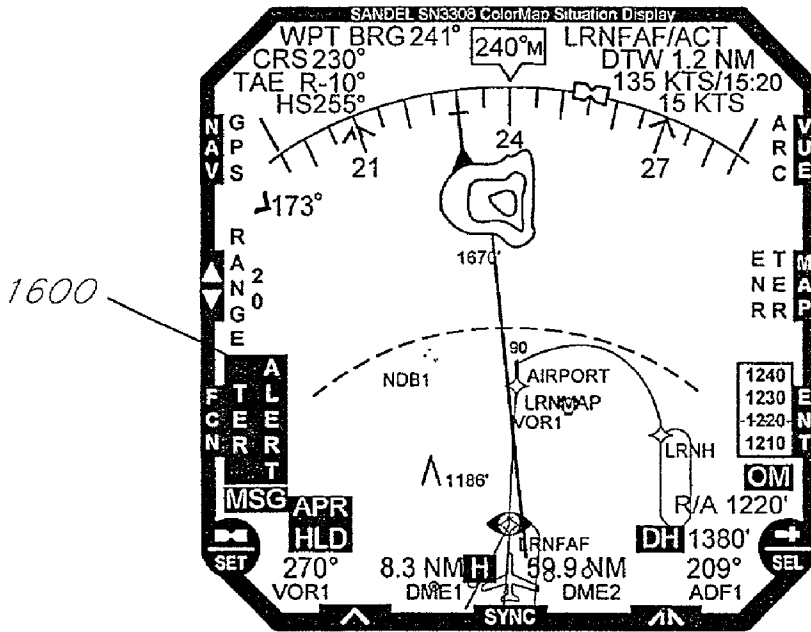 SANDEL SN3308 ColorMap Situation Display
WPT BRG 241°
240°M
LRNFAF/ACT
CRS 230°
DTW 1.2 NM
TAE R-10°
135 KTS/15:20
HS255°
15 KTS
NAV
GPS
ARC
VUE
21
24
27
173°
1600
RANGE
20
1670'
TER
ENR
MAP
90
NDB1
AIRPORT
LRNMAP
VOR1
FCN
TER
ALERT
1240
1230
1220
1210
ENT
LRNH
1186'
MSG
APR
HLD
OM
R/A 1220'
DH 1380'
LRNFAF
SET
SEL
270°
8.3 NM
H
59.9 NM
209°
VOR1
DME1
DME2
ADF1
SYNC